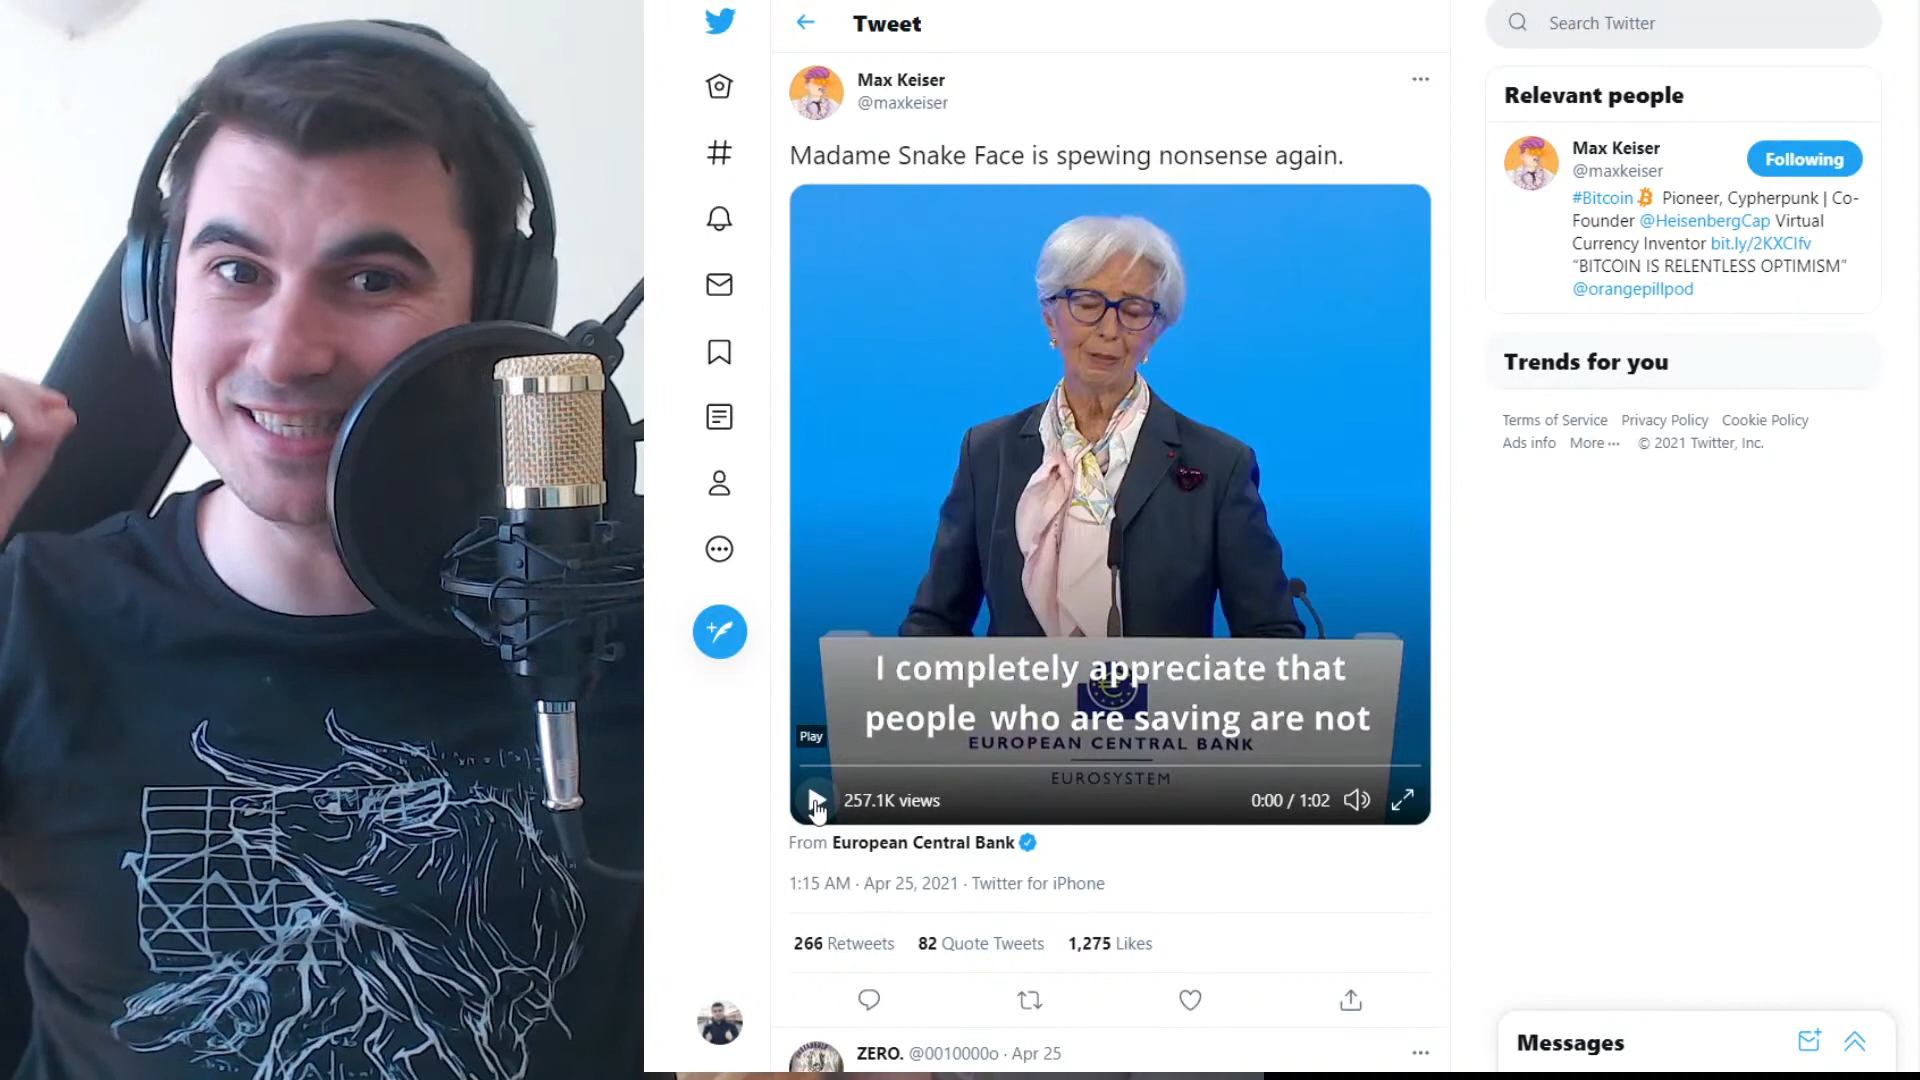 Tweet
Max Keiser
@maxkeiser
Madame Snake Face is spewing nonsense again.
I completely appreciate that
people who are saving are not
EUROPEAN CENTRAL BANK
EUROSYSTEM
Play
257.1K views
0:00 / 1:02
From European Central Bank
1:15 AM · Apr 25, 2021 · Twitter for iPhone
266 Retweets 82 Quote Tweets 1,275 Likes
ZERO. @0010000o · Apr 25
Search Twitter
Relevant people
Max Keiser
@maxkeiser
Following
#Bitcoin Pioneer, Cypherpunk | Co-
Founder @HeisenbergCap Virtual
Currency Inventor bit.ly/2KXCIfv
“BITCOIN IS RELENTLESS OPTIMISM”
@orangepillpod
Trends for you
Terms of Service Privacy Policy Cookie Policy
Ads info More ··· © 2021 Twitter, Inc.
Messages